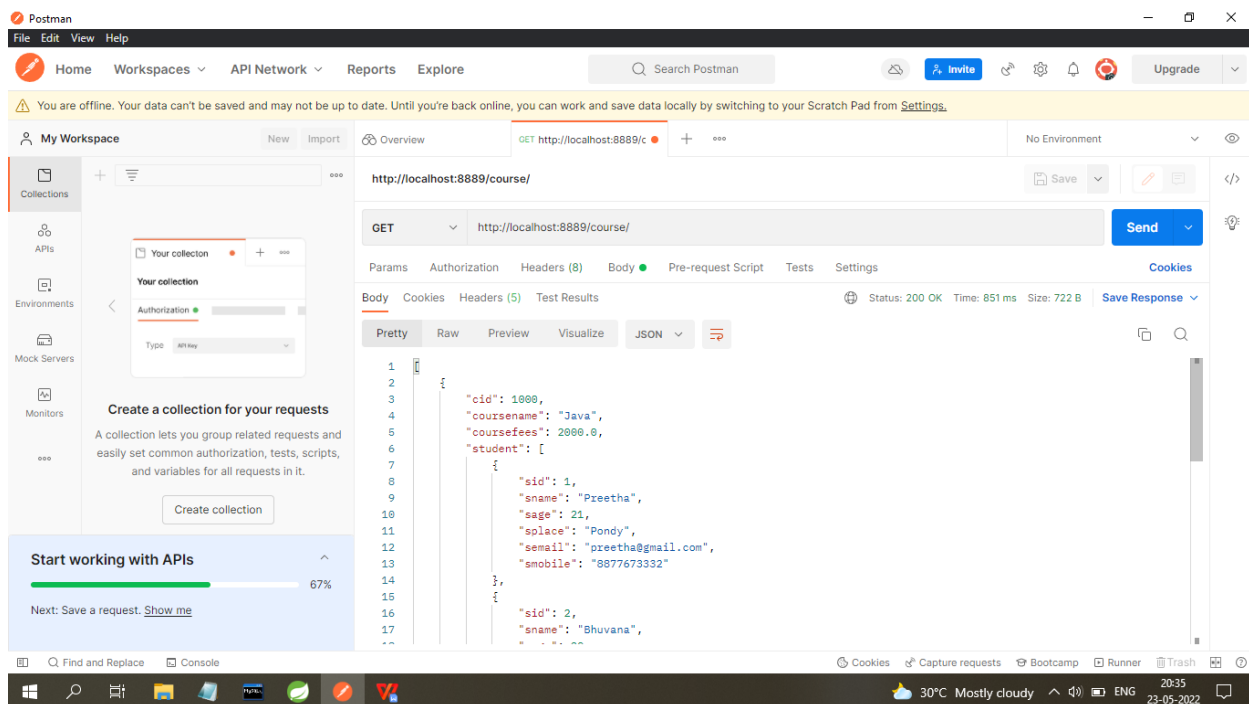 Postman
File Edit View Help
Home Workspaces API Network Reports Explore Search Postman Invite Upgrade
You are offline. Your data can't be saved and may not be up to date. Until you're back online, you can work and save data locally by switching to your Scratch Pad from Settings.
My Workspace New Import Overview GET http://localhost:8889/c No Environment
Collections
http://localhost:8889/course/ Save
GET http://localhost:8889/course/ Send
APIs
Your collecton
Params Authorization Headers (8) Body Pre-request Script Tests Settings Cookies
Your collection
Environments
Authorization
Body Cookies Headers (5) Test Results Status: 200 OK Time: 851 ms Size: 722 B Save Response
Type API Key
Pretty Raw Preview Visualize JSON
Mock Servers
Monitors
Create a collection for your requests
A collection lets you group related requests and
easily set common authorization, tests, scripts,
and variables for all requests in it.
Create collection
1 [
2 {
3 "cid": 1000,
4 "coursename": "Java",
5 "coursefees": 2000.0,
6 "student": [
7 {
8 "sid": 1,
9 "sname": "Preetha",
10 "sage": 21,
11 "splace": "Pondy",
12 "semail": "preetha@gmail.com",
13 "smobile": "8877673332"
14 },
15 {
16 "sid": 2,
17 "sname": "Bhuvana",
Start working with APIs
67%
Next: Save a request. Show me
Find and Replace Console Cookies Capture requests Bootcamp Runner Trash
30°C Mostly cloudy ENG
20:35
23-05-2022